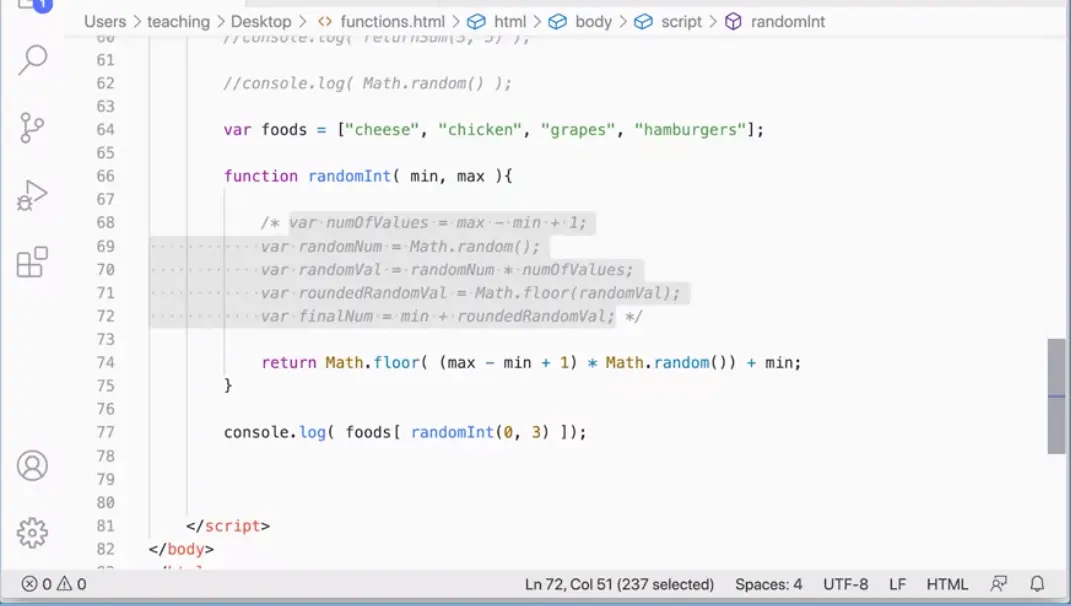 1
Users > teaching > Desktop > <> functions.html > html > body > script > randomInt
60 //console.log( returnSum(3, 5) );
61
62 //console.log( Math.random() );
63
64 var foods = ["cheese", "chicken", "grapes", "hamburgers"];
65
66 function randomInt( min, max ){
67
68 /* var numOfValues = max - min + 1;
69 var randomNum = Math.random();
70 var randomVal = randomNum * numOfValues;
71 var roundedRandomVal = Math.floor(randomVal);
72 var finalNum = min + roundedRandomVal; */
73
74 return Math.floor( (max - min + 1) * Math.random()) + min;
75 }
76
77 console.log( foods[ randomInt(0, 3) ]);
78
79
80
81 </script>
82 </body>
0 0 Ln 72, Col 51 (237 selected) Spaces: 4 UTF-8 LF HTML